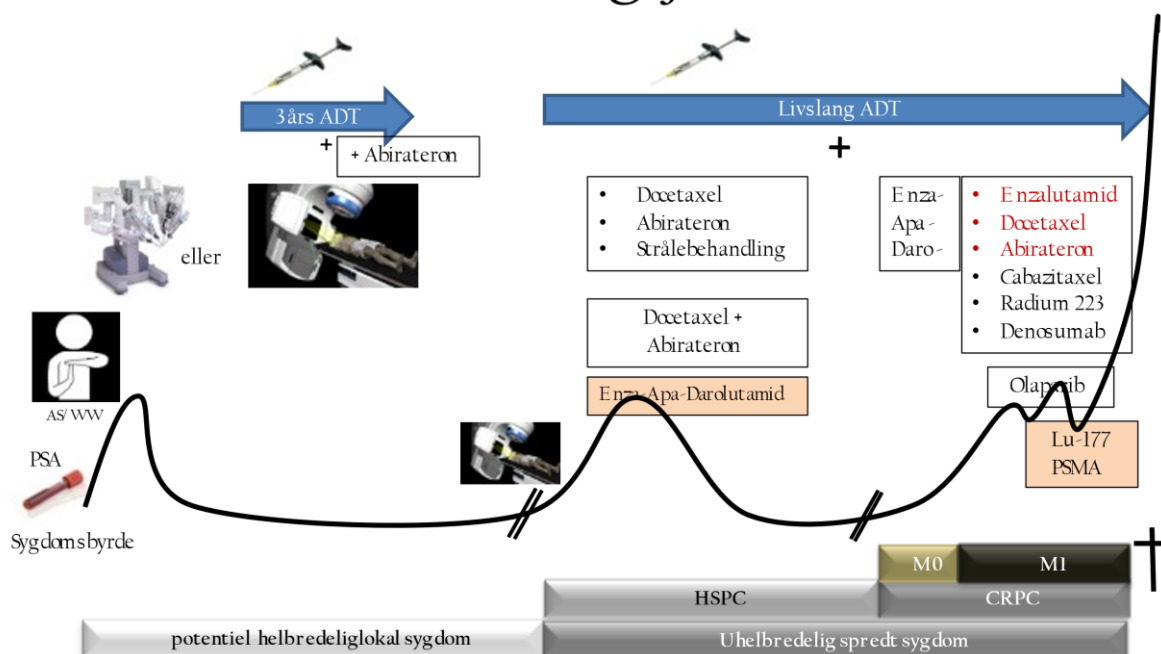 3års ADT
Livslang ADT
+
+ Abirateron
+
eller
• Docetaxel
• Abirateron
• Strålebehandling
Enza-
Apa-
Daro-
• Enzalutamid
• Docetaxel
• Abirateron
• Cabazitaxel
• Radium 223
• Denosumab
Docetaxel +
Abirateron
Enza-Apa-Darolutamid
Olaparib
Lu-177
PSMA
AS/WW
PSA
Sygdomsbyrde
M0
M1
HSPC
CRPC
potentiel helbredeliglokal sygdom
Uhelbredelig spredt sygdom